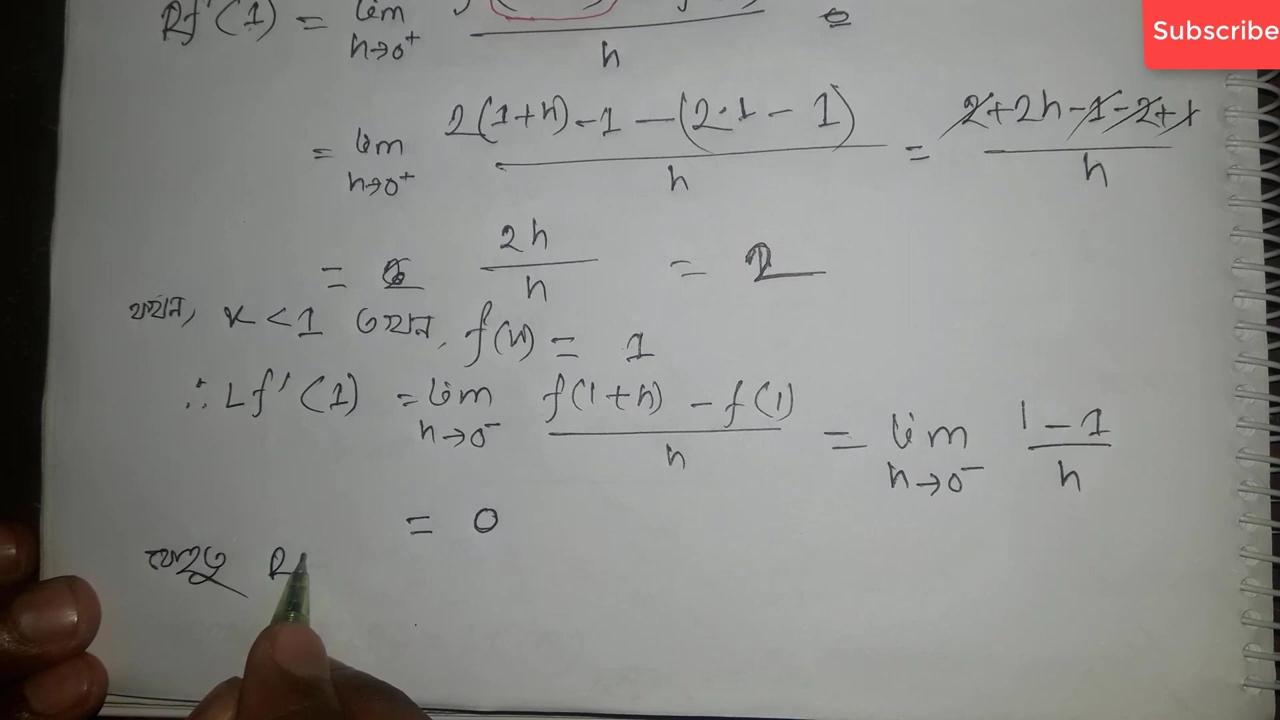 Subscribe
Rf'(1) = lim h→0⁺ / h =
= lim h→0⁺ (2(1+h)-1-(2·1-1)) / h = (2+2h-1-2+1) / h
= 2h / h = 2
যখন, x<1 তখন, f(x) = 1
∴ Lf'(1) = lim h→0⁻ (f(1+h) - f(1)) / h = lim h→0⁻ (1-1) / h
= 0
যেহেতু R